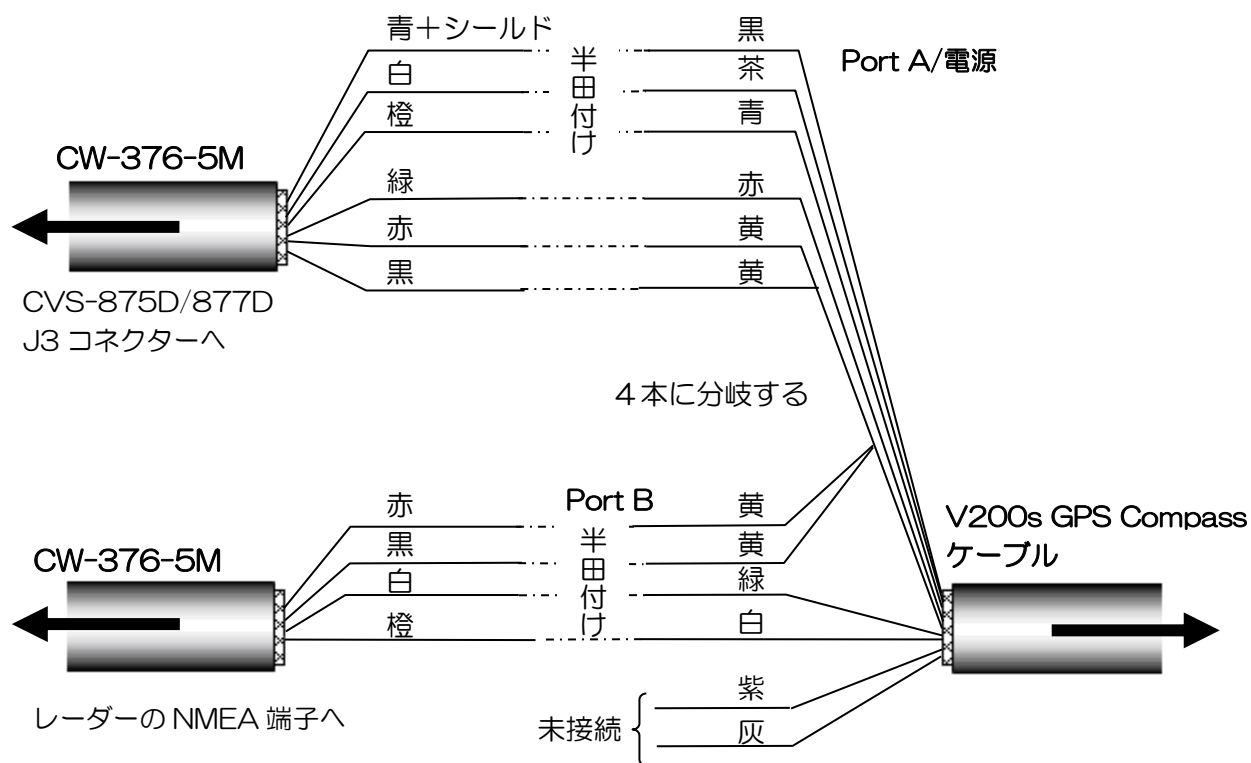 青＋シールド
黒
Port A/電源
白
茶
橙
青
半田付け
CW-376-5M
緑
赤
赤
黄
黒
黄
CVS-875D/877D
J3 コネクターへ
4本に分岐する
赤
Port B
黄
V200s GPS Compass
ケーブル
黒
黄
CW-376-5M
白
緑
半田付け
橙
白
レーダーの NMEA 端子へ
紫
未接続
灰